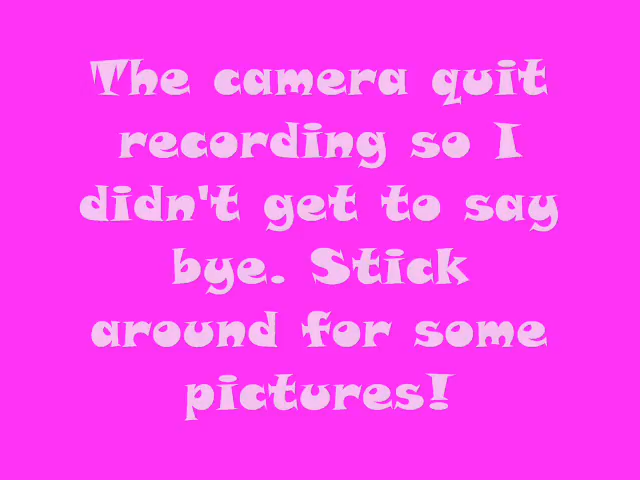 The camera quit
recording so I
didn't get to say
bye. Stick
around for some
pictures!